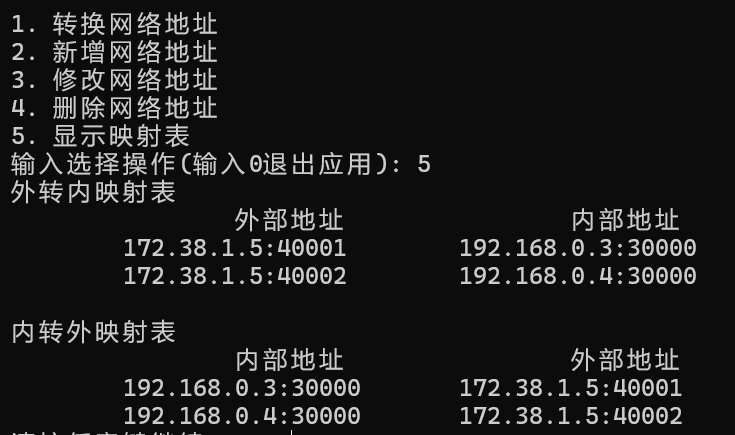 1. 转换网络地址
2. 新增网络地址
3. 修改网络地址
4. 删除网络地址
5. 显示映射表
输入选择操作(输入0退出应用): 5
外转内映射表
外部地址 内部地址
172.38.1.5:40001 192.168.0.3:30000
172.38.1.5:40002 192.168.0.4:30000
内转外映射表
内部地址 外部地址
192.168.0.3:30000 172.38.1.5:40001
192.168.0.4:30000 172.38.1.5:40002